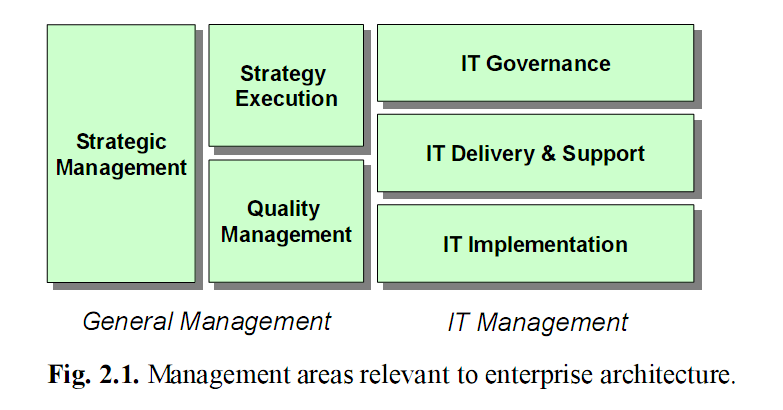 Strategic
Management
Strategy
Execution
Quality
Management
IT Governance
IT Delivery & Support
IT Implementation
General Management
IT Management
Fig. 2.1. Management areas relevant to enterprise architecture.